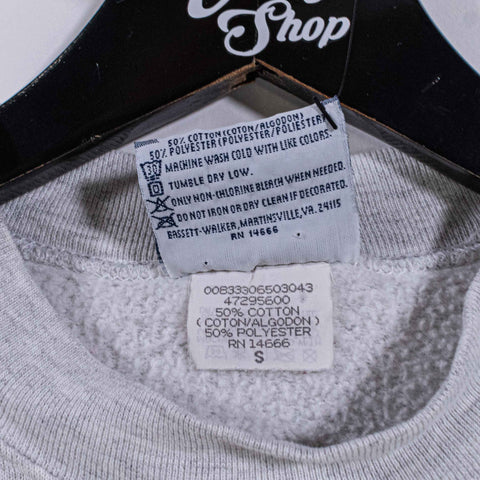 Shop
50% COTTON (COTON/ALGODON)
50% POLYESTER (POLYESTER/POLIESTER)
MACHINE WASH COLD WITH LIKE COLORS.
TUMBLE DRY LOW.
ONLY NON-CHLORINE BLEACH WHEN NEEDED.
DO NOT IRON OR DRY CLEAN IF DECORATED.
BASSETT-WALKER, MARTINSVILLE, VA. 24115
RN 14666
00833306503043
47295600
50% COTTON
(COTON/ALGODON)
50% POLYESTER
RN 14666
S